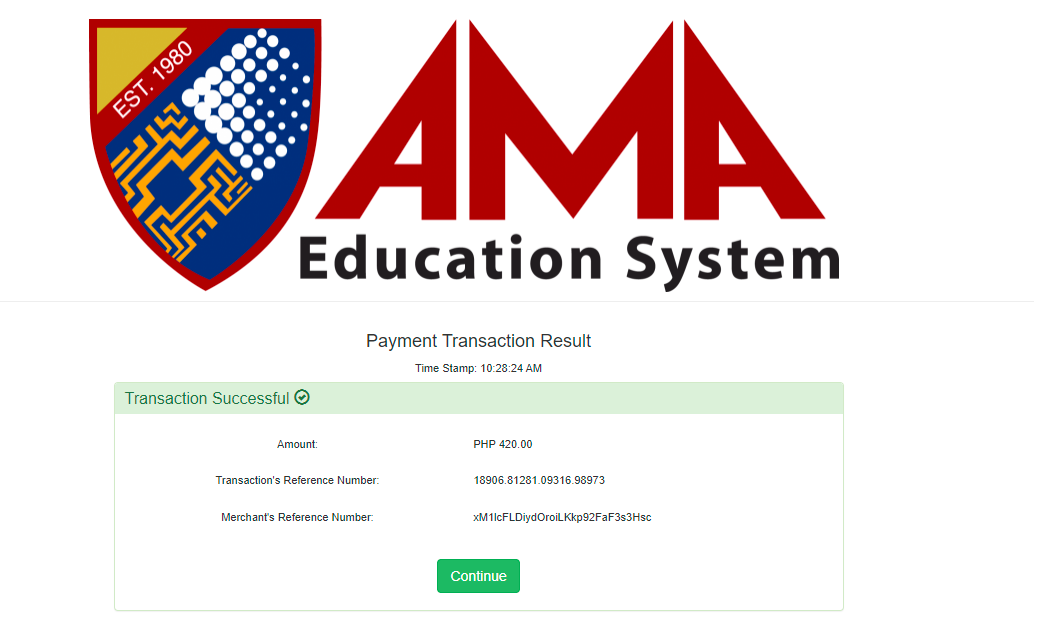 EST. 1980
AMA
Education System
Payment Transaction Result
Time Stamp: 10:28:24 AM
Transaction Successful
Amount: PHP 420.00
Transaction's Reference Number: 18906.81281.09316.98973
Merchant's Reference Number: xM1lcFLDiydOroiLKkp92FaF3s3Hsc
Continue